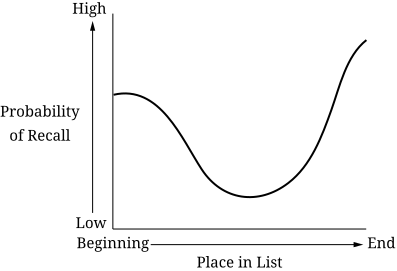 High
Probability
of Recall
Low
Beginning
End
Place in List